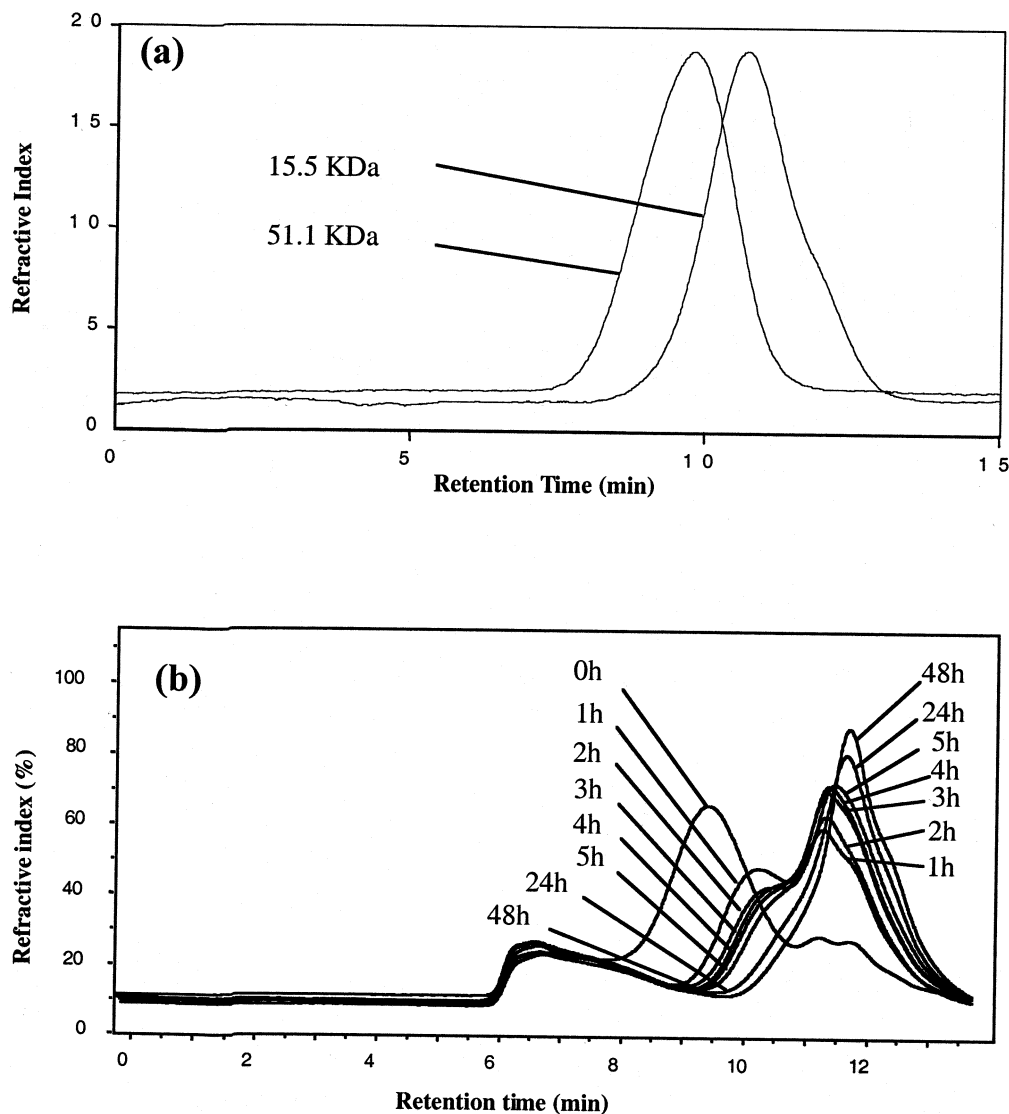 (a)
Refractive Index
20
15
10
5
0
15.5 KDa
51.1 KDa
0 5 10 15
Retention Time (min)
(b)
Refractive index (%)
100
80
60
40
20
0
0h
1h
2h
3h
4h
5h
24h
48h
48h
24h
5h
4h
3h
2h
1h
0 2 4 6 8 10 12
Retention time (min)